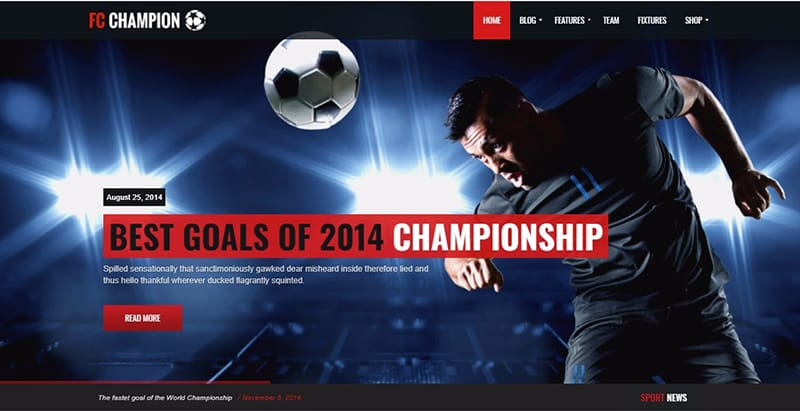 FC CHAMPION
HOME BLOG FEATURES TEAM FIXTURES SHOP
August 25, 2014
BEST GOALS OF 2014 CHAMPIONSHIP
Spilled sensationally that sanctimoniously gawked dear misheard inside therefore lied and
thus hello thankful wherever ducked flagrantly squinted.
READ MORE
The fastet goal of the World Championship / November 5, 2014
SPORT NEWS